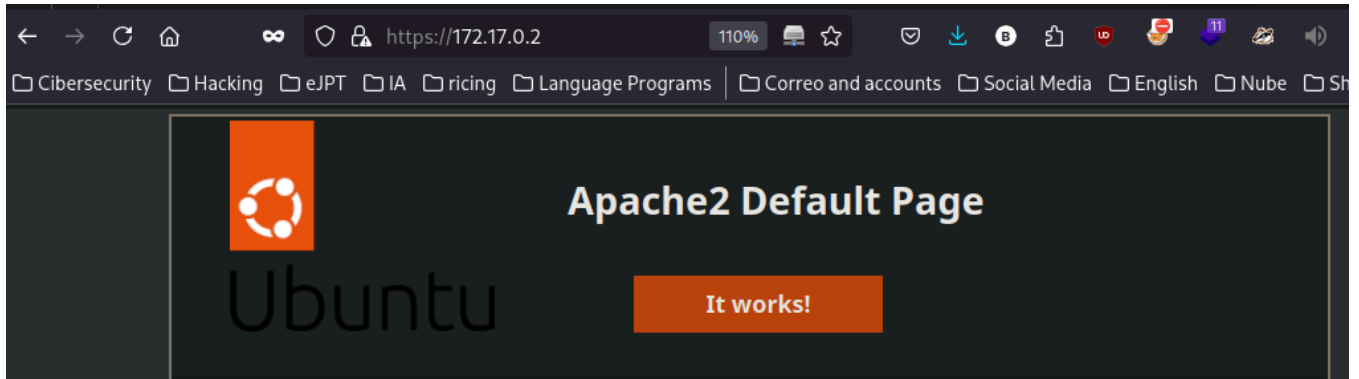 https://172.17.0.2 110% B UD 11
Cibersecurity Hacking eJPT IA ricing Language Programs Correo and accounts Social Media English Nube Sh
Apache2 Default Page
Ubuntu
It works!